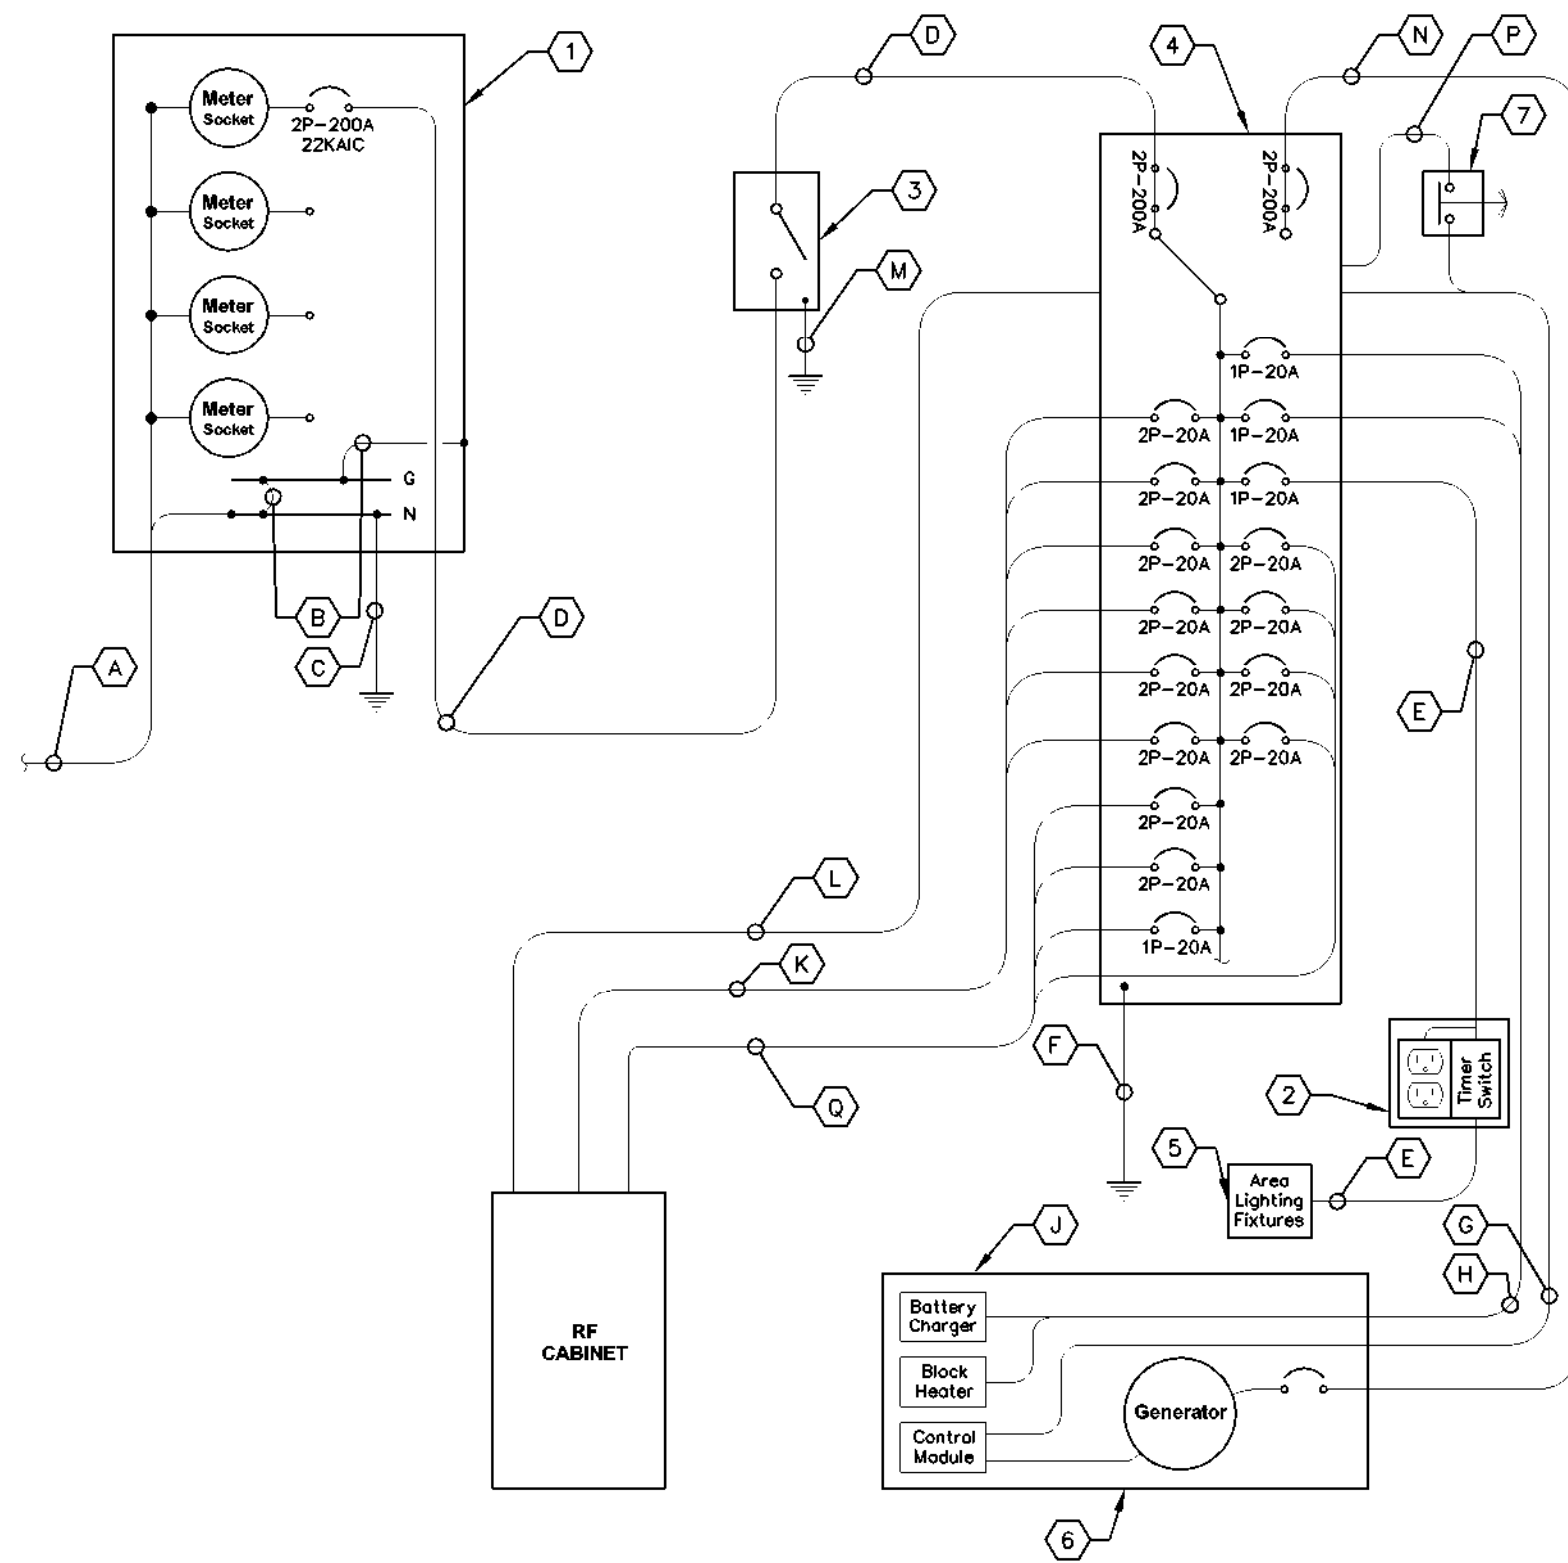 D
N
P
4
1
7
Meter
Socket
2P-200A
22KAIC
2P-200A
2P-200A
Meter
Socket
3
M
Meter
Socket
1P-20A
Meter
Socket
2P-20A
1P-20A
G
2P-20A
1P-20A
N
2P-20A
2P-20A
B
D
2P-20A
2P-20A
C
A
2P-20A
2P-20A
E
2P-20A
2P-20A
2P-20A
L
2P-20A
1P-20A
K
F
Q
2
Timer
Switch
5
E
Area
Lighting
Fixtures
J
G
H
Battery
Charger
RF
CABINET
Block
Heater
Generator
Control
Module
6